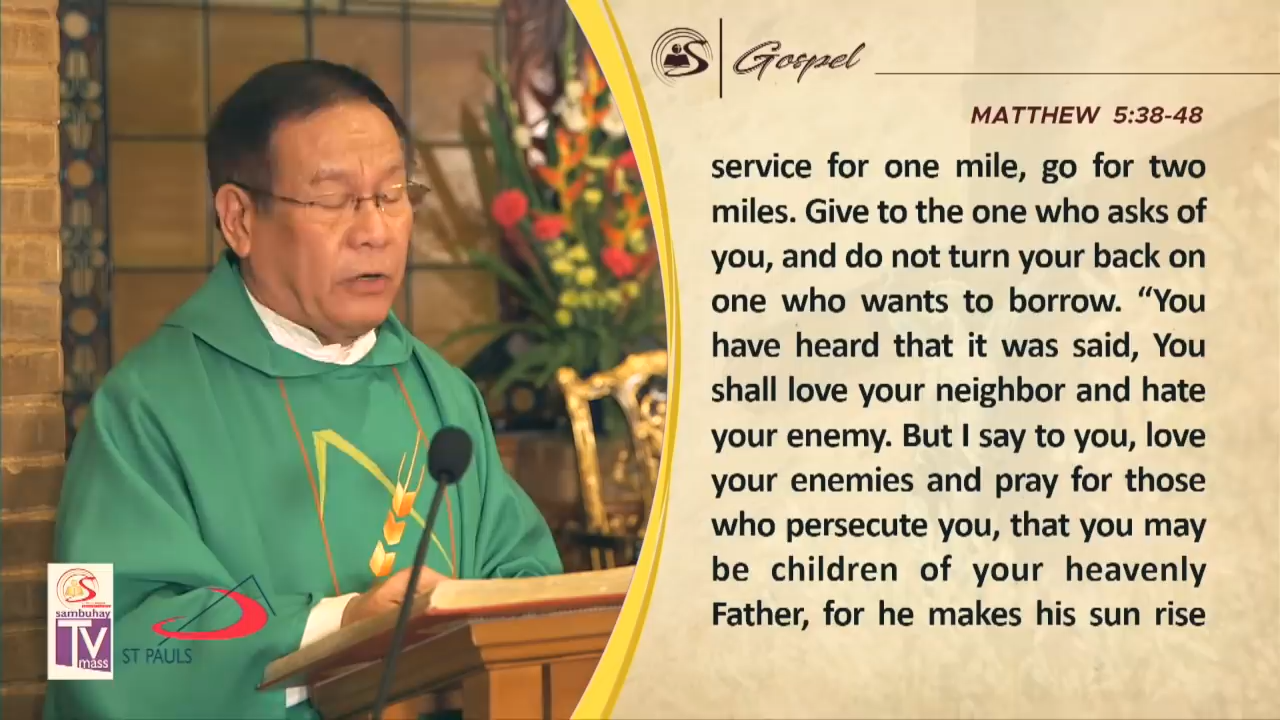 Gospel
MATTHEW 5:38-48
service for one mile, go for two
miles. Give to the one who asks of
you, and do not turn your back on
one who wants to borrow. “You
have heard that it was said, You
shall love your neighbor and hate
your enemy. But I say to you, love
your enemies and pray for those
who persecute you, that you may
be children of your heavenly
Father, for he makes his sun rise
sambuhay
TV
mass
ST PAULS